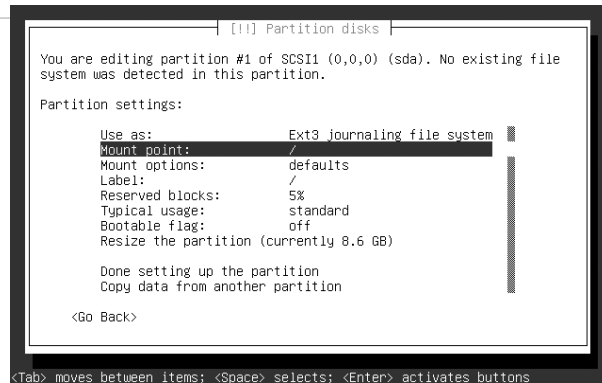 [!!] Partition disks
You are editing partition #1 of SCSI1 (0,0,0) (sda). No existing file
system was detected in this partition.
Partition settings:
Use as: Ext3 journaling file system
Mount point: /
Mount options: defaults
Label: /
Reserved blocks: 5%
Typical usage: standard
Bootable flag: off
Resize the partition (currently 8.6 GB)
Done setting up the partition
Copy data from another partition
<Go Back>
<Tab> moves between items; <Space> selects; <Enter> activates buttons